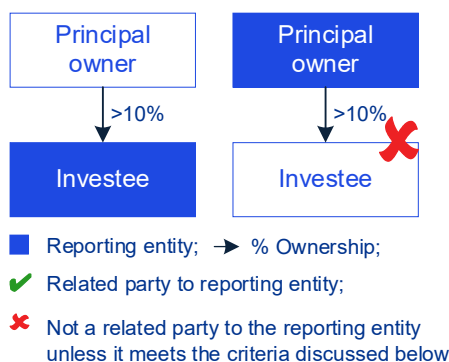 Principal
owner
Principal
owner
>10%
>10%
Investee
Investee
Reporting entity; % Ownership;
Related party to reporting entity;
Not a related party to the reporting entity
unless it meets the criteria discussed below